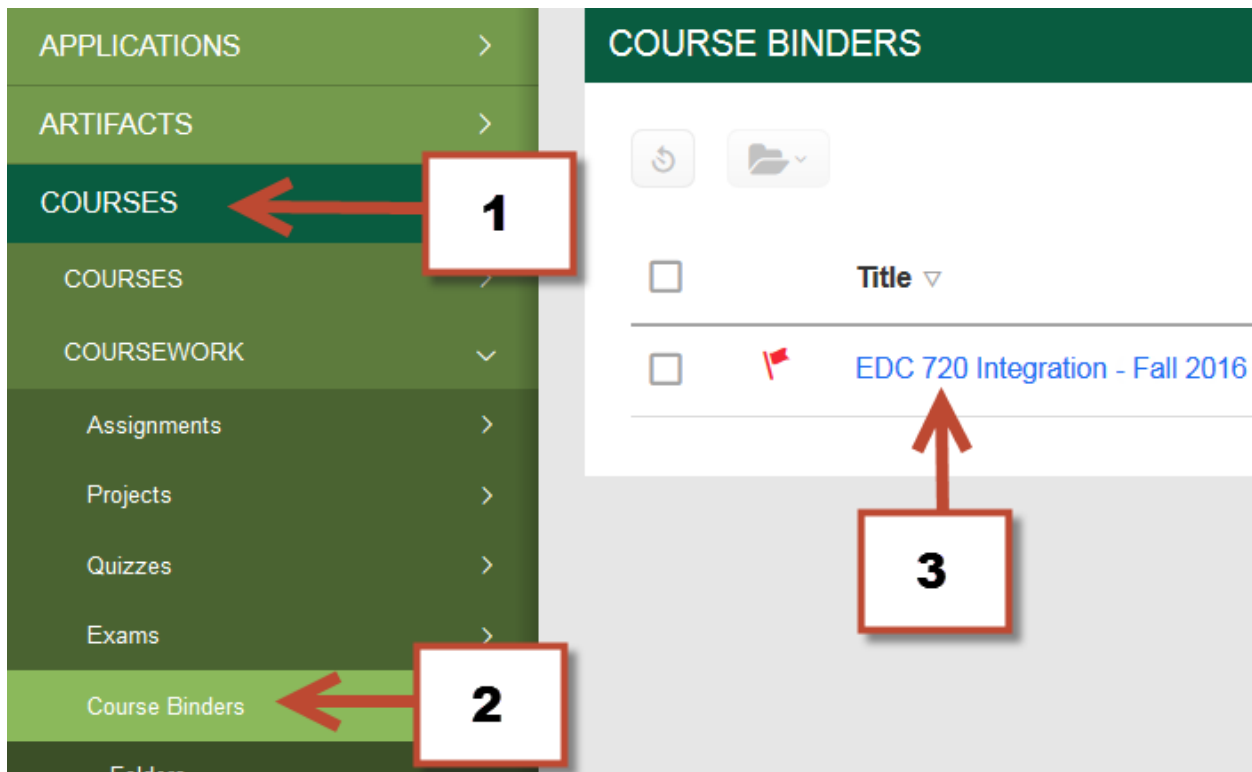 APPLICATIONS
ARTIFACTS
COURSES
1
COURSES
COURSEWORK
Assignments
Projects
Quizzes
Exams
Course Binders
2
COURSE BINDERS
Title
EDC 720 Integration - Fall 2016
3